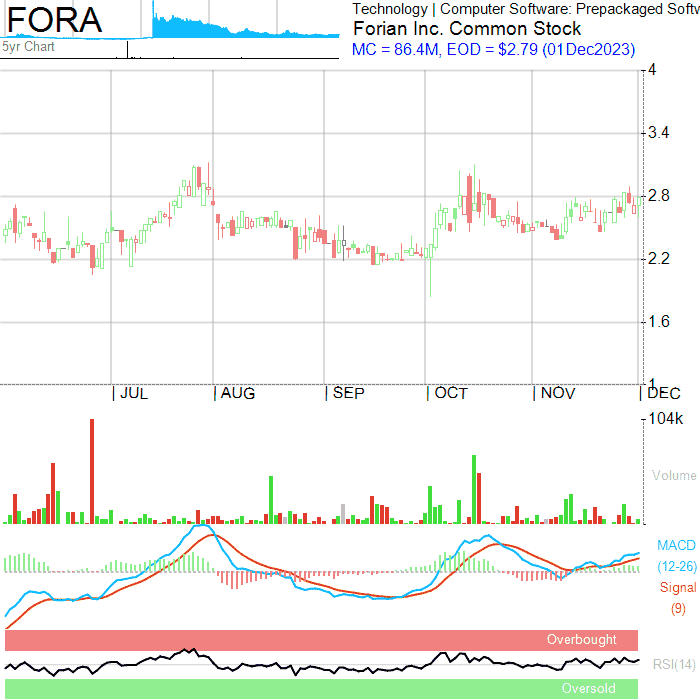 FORA
5yr Chart
Technology | Computer Software: Prepackaged Softw
Forian Inc. Common Stock
MC = 86.4M, EOD = $2.79 (01Dec2023)
4
3.4
2.8
2.2
1.6
1
JUL AUG SEP OCT NOV DEC
104k
Volume
MACD
(12-26)
Signal
(9)
Overbought
RSI(14)
Oversold